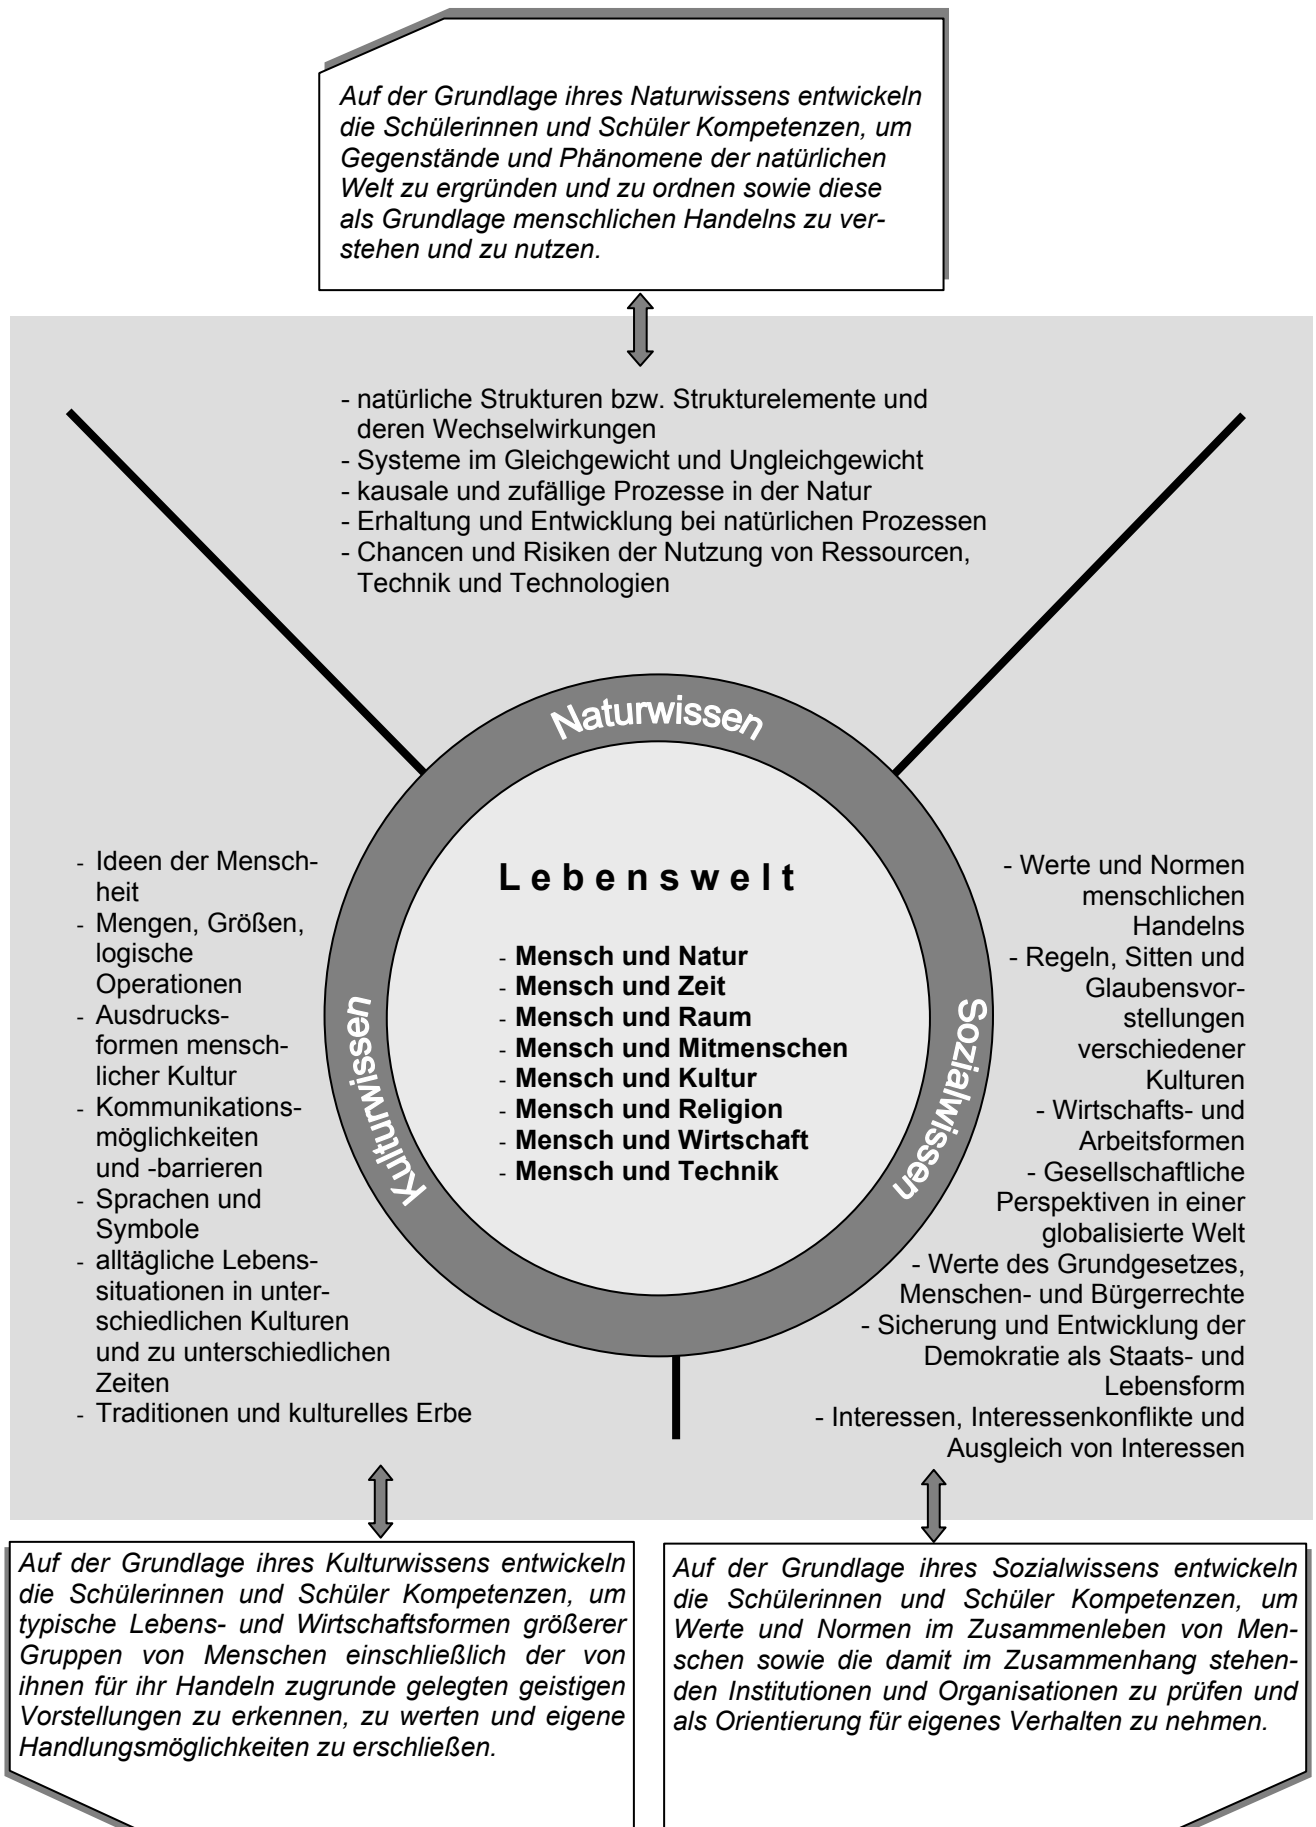 Auf der Grundlage ihres Naturwissens entwickeln
die Schülerinnen und Schüler Kompetenzen, um
Gegenstände und Phänomene der natürlichen
Welt zu ergründen und zu ordnen sowie diese
als Grundlage menschlichen Handelns zu ver-
stehen und zu nutzen.
- natürliche Strukturen bzw. Strukturelemente und
deren Wechselwirkungen
- Systeme im Gleichgewicht und Ungleichgewicht
- kausale und zufällige Prozesse in der Natur
- Erhaltung und Entwicklung bei natürlichen Prozessen
- Chancen und Risiken der Nutzung von Ressourcen,
Technik und Technologien
Naturwissen
- Ideen der Mensch-
heit
- Mengen, Größen,
logische
Operationen
- Ausdrucks-
formen mensch-
licher Kultur
- Kommunikations-
möglichkeiten
und -barrieren
- Sprachen und
Symbole
- alltägliche Lebens-
situationen in unter-
schiedlichen Kulturen
und zu unterschiedlichen
Zeiten
- Traditionen und kulturelles Erbe
Kulturwissen
Lebenswelt
- Mensch und Natur
- Mensch und Zeit
- Mensch und Raum
- Mensch und Mitmenschen
- Mensch und Kultur
- Mensch und Religion
- Mensch und Wirtschaft
- Mensch und Technik
Sozialwissen
- Werte und Normen
menschlichen
Handelns
- Regeln, Sitten und
Glaubensvor-
stellungen
verschiedener
Kulturen
- Wirtschafts- und
Arbeitsformen
- Gesellschaftliche
Perspektiven in einer
globalisierte Welt
- Werte des Grundgesetzes,
Menschen- und Bürgerrechte
- Sicherung und Entwicklung der
Demokratie als Staats- und
Lebensform
- Interessen, Interessenkonflikte und
Ausgleich von Interessen
Auf der Grundlage ihres Kulturwissens entwickeln
die Schülerinnen und Schüler Kompetenzen, um
typische Lebens- und Wirtschaftsformen größerer
Gruppen von Menschen einschließlich der von
ihnen für ihr Handeln zugrunde gelegten geistigen
Vorstellungen zu erkennen, zu werten und eigene
Handlungsmöglichkeiten zu erschließen.
Auf der Grundlage ihres Sozialwissens entwickeln
die Schülerinnen und Schüler Kompetenzen, um
Werte und Normen im Zusammenleben von Men-
schen sowie die damit im Zusammenhang stehen-
den Institutionen und Organisationen zu prüfen und
als Orientierung für eigenes Verhalten zu nehmen.